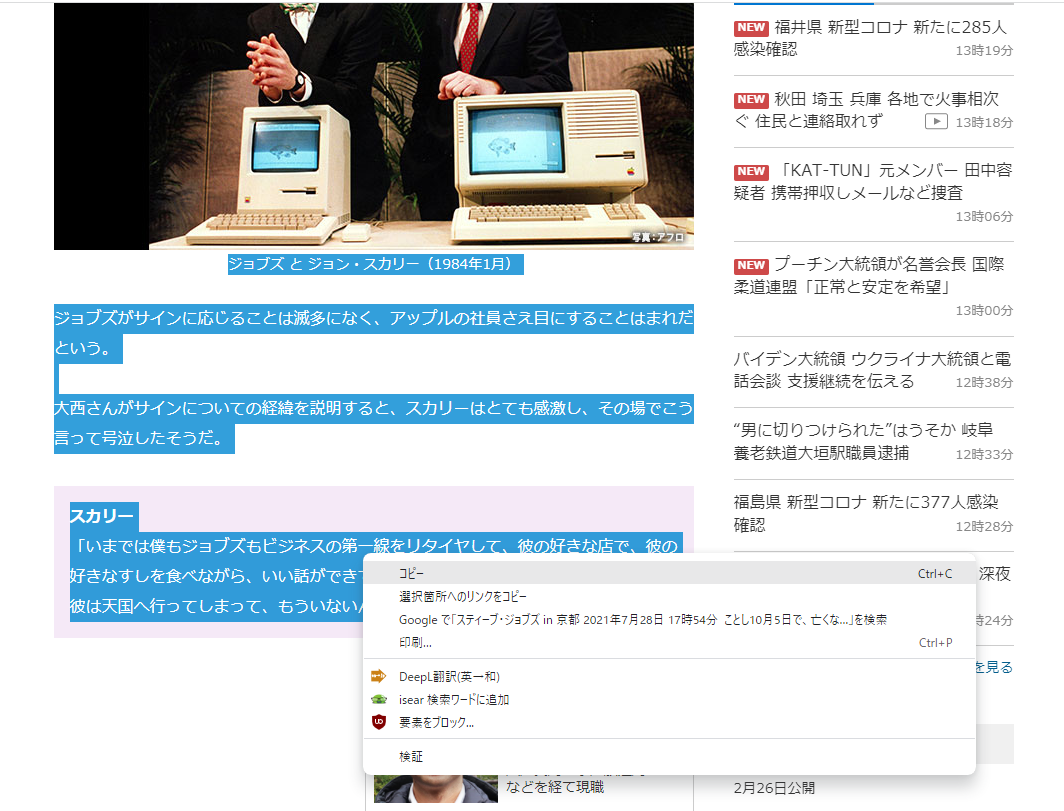 写真：アフロ
ジョブズ と ジョン・スカリー（1984年1月）
ジョブズがサインに応じることは滅多になく、アップルの社員さえ目にすることはまれだ
という。
大西さんがサインについての経緯を説明すると、スカリーはとても感激し、その場でこう
言って号泣したそうだ。
スカリー
「いまでは僕もジョブズもビジネスの第一線をリタイヤして、彼の好きな店で、彼の
好きなすしを食べながら、いい話ができ
彼は天国へ行ってしまって、もういない
コピー Ctrl+C
選択箇所へのリンクをコピー
Google で「スティーブ・ジョブズ in 京都 2021年7月28日 17時54分 ことし10月5日で、亡くな...」を検索
印刷... Ctrl+P
DeepL翻訳(英ー和)
isear 検索ワードに追加
要素をブロック...
検証
などを経て現職
NEW 福井県 新型コロナ 新たに285人
感染確認 13時19分
NEW 秋田 埼玉 兵庫 各地で火事相次
ぐ 住民と連絡取れず 13時18分
NEW 「KAT-TUN」元メンバー 田中容
疑者 携帯押収しメールなど捜査
13時06分
NEW プーチン大統領が名誉会長 国際
柔道連盟「正常と安定を希望」
13時00分
バイデン大統領 ウクライナ大統領と電
話会談 支援継続を伝える 12時38分
“男に切りつけられた”はうそか 岐阜
養老鉄道大垣駅職員逮捕 12時33分
福島県 新型コロナ 新たに377人感染
確認 12時28分
深夜
時24分
を見る
2月26日公開